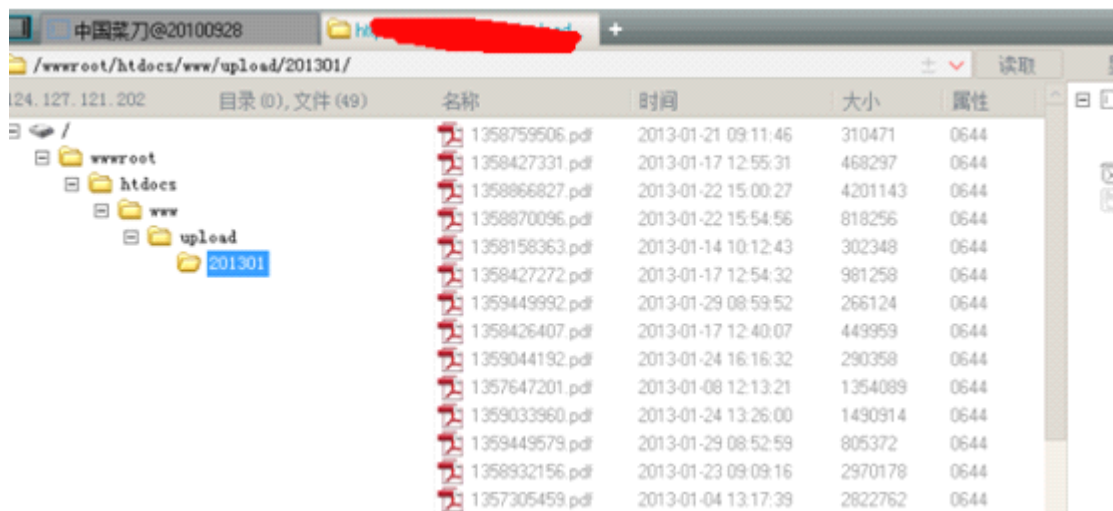 中国菜刀@20100928
/wwwroot/htdocs/www/upload/201301/ 读取
124.127.121.202 目录(0),文件(49) 名称 时间 大小 属性
/
wwwroot
htdocs
www
upload
201301
1358759506.pdf 2013-01-21 09:11:46 310471 0644
1358427331.pdf 2013-01-17 12:55:31 468297 0644
1358866827.pdf 2013-01-22 15:00:27 4201143 0644
1358870096.pdf 2013-01-22 15:54:56 818256 0644
1358158363.pdf 2013-01-14 10:12:43 302348 0644
1358427272.pdf 2013-01-17 12:54:32 981258 0644
1359449992.pdf 2013-01-29 08:59:52 266124 0644
1358426407.pdf 2013-01-17 12:40:07 449959 0644
1359044192.pdf 2013-01-24 16:16:32 290358 0644
1357647201.pdf 2013-01-08 12:13:21 1354089 0644
1359033960.pdf 2013-01-24 13:26:00 1490914 0644
1359449579.pdf 2013-01-29 08:52:59 805372 0644
1358932156.pdf 2013-01-23 09:09:16 2970178 0644
1357305459.pdf 2013-01-04 13:17:39 2822762 0644